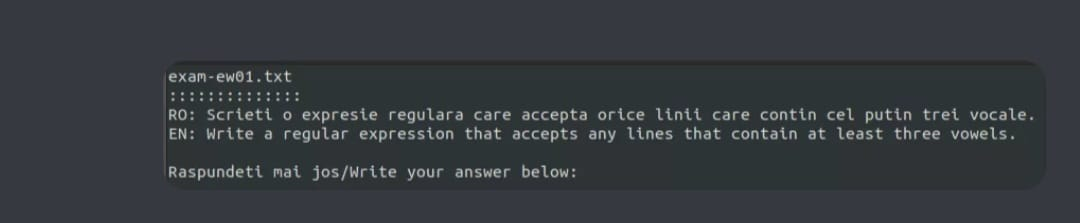 exam-ew01.txt
::::::::::::::
RO: Scrieti o expresie regulara care accepta orice linii care contin cel putin trei vocale.
EN: Write a regular expression that accepts any lines that contain at least three vowels.
Raspundeti mai jos/Write your answer below: